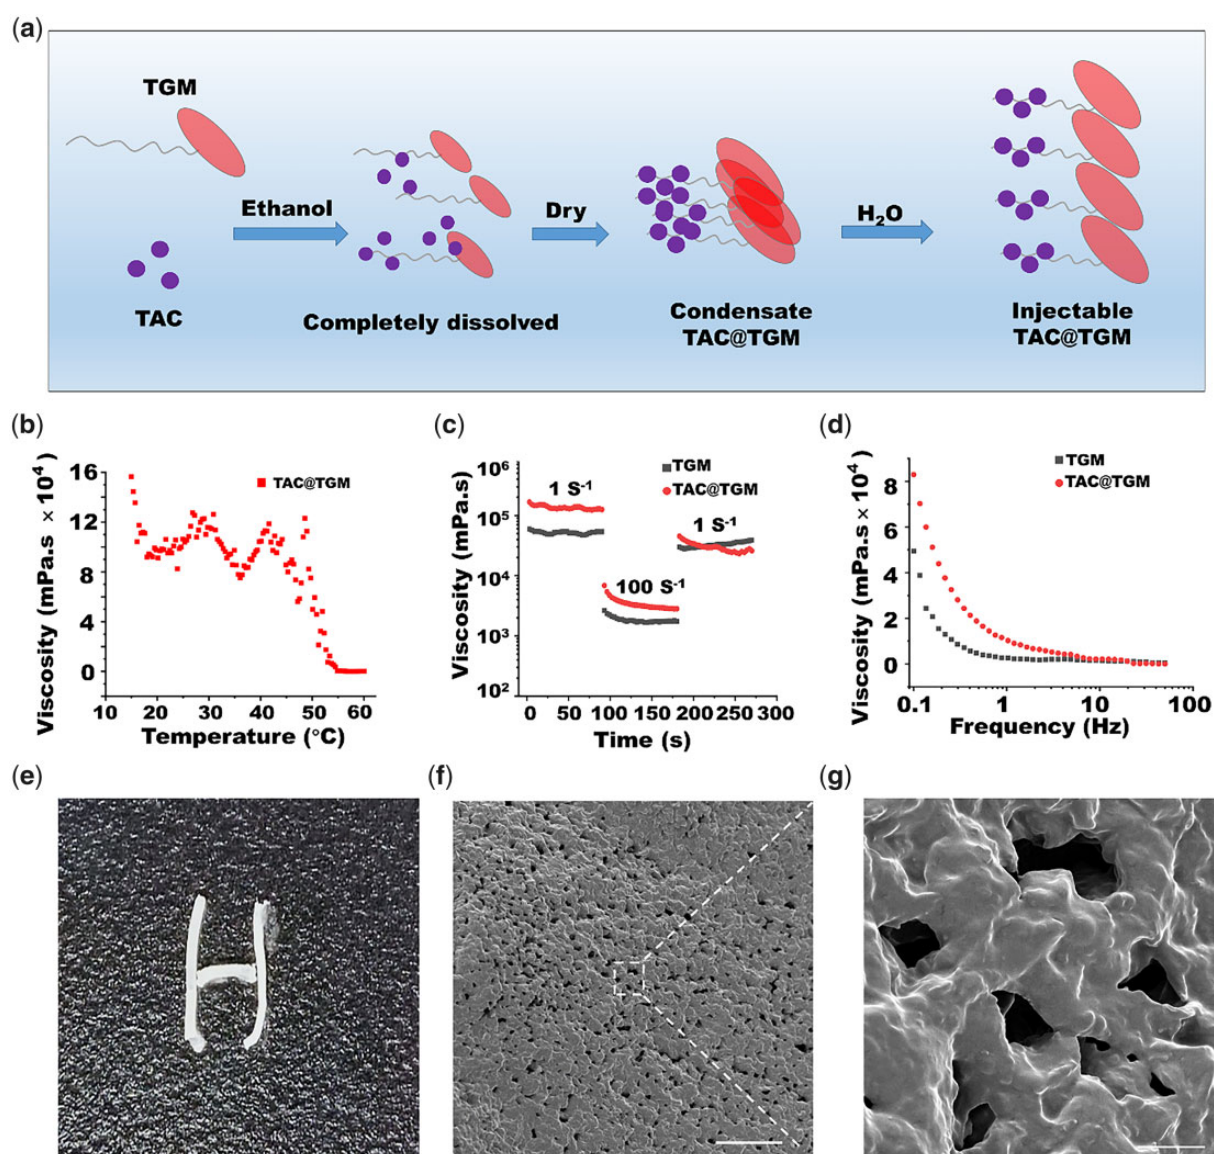 (a)
TGM
TAC
Ethanol
Completely dissolved
Dry
Condensate
TAC@TGM
H₂O
Injectable
TAC@TGM
(b)
Viscosity (mPa.s × 10⁴)
16
12
8
4
0
TAC@TGM
10 20 30 40 50 60
Temperature (°C)
(c)
Viscosity (mPa.s)
10⁶
10⁵
10⁴
10³
10²
TGM
TAC@TGM
1 S⁻¹
100 S⁻¹
1 S⁻¹
0 50 100 150 200 250 300
Time (s)
(d)
Viscosity (mPa.s × 10⁴)
8
6
4
2
0
TGM
TAC@TGM
0.1 1 10 100
Frequency (Hz)
(e)
H
(f)
(g)